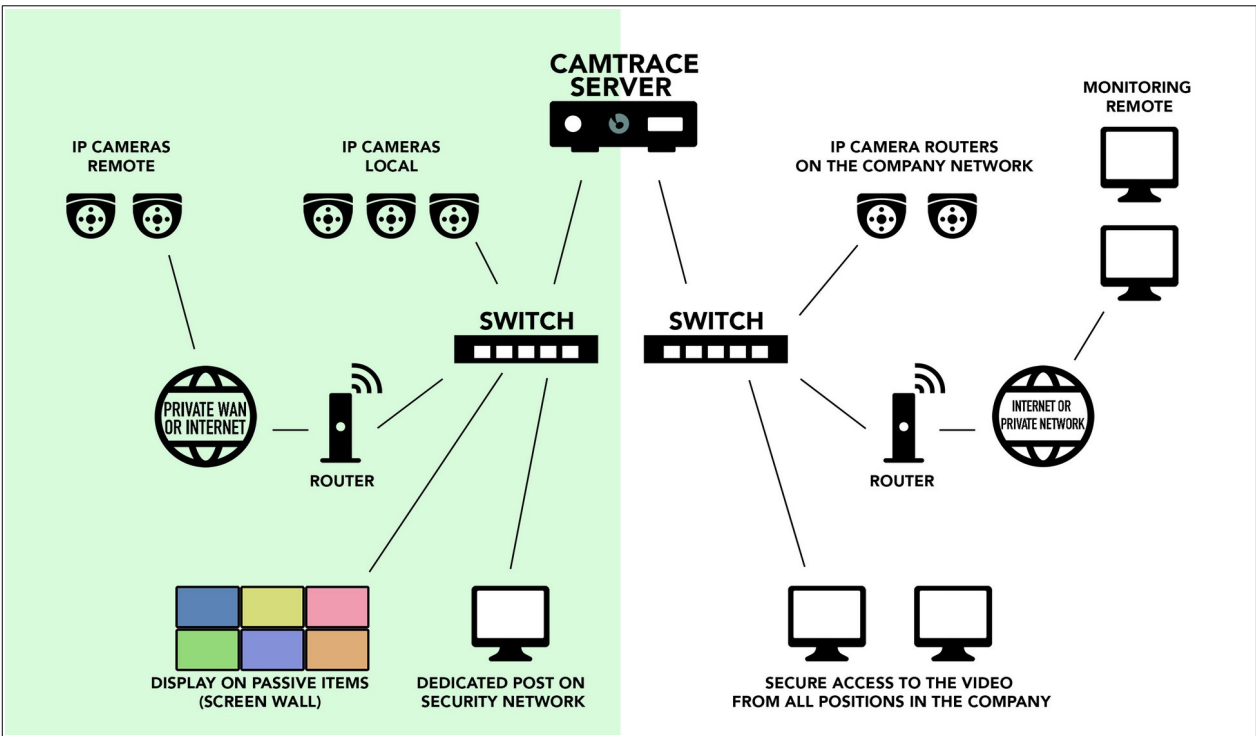 CAMTRACE
SERVER
MONITORING
REMOTE
IP CAMERAS
REMOTE
IP CAMERAS
LOCAL
IP CAMERA ROUTERS
ON THE COMPANY NETWORK
SWITCH
SWITCH
PRIVATE WAN
OR INTERNET
ROUTER
ROUTER
INTERNET OR
PRIVATE NETWORK
DISPLAY ON PASSIVE ITEMS
(SCREEN WALL)
DEDICATED POST ON
SECURITY NETWORK
SECURE ACCESS TO THE VIDEO
FROM ALL POSITIONS IN THE COMPANY